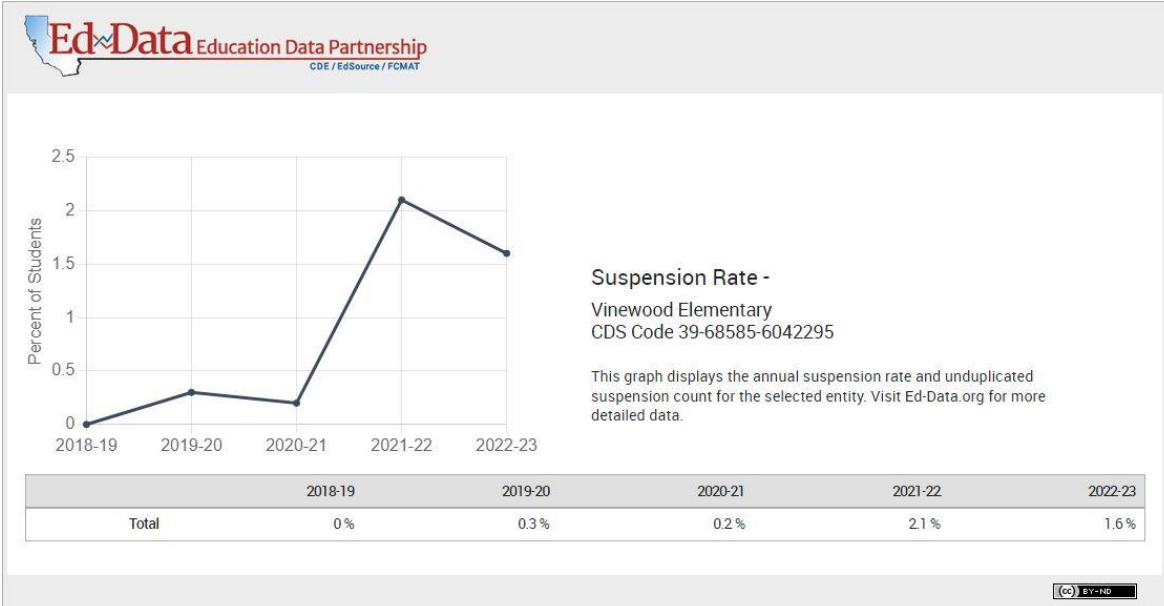 Ed Data Education Data Partnership
CDE / EdSource / FCMAT
2.5
2
1.5
1
0.5
0
Percent of Students
2018-19 2019-20 2020-21 2021-22 2022-23
Suspension Rate -
Vinewood Elementary
CDS Code 39-68585-6042295
This graph displays the annual suspension rate and unduplicated
suspension count for the selected entity. Visit Ed-Data.org for more
detailed data.
2018-19 2019-20 2020-21 2021-22 2022-23
Total 0 % 0.3 % 0.2 % 2.1 % 1.6 %
(cc) BY-ND